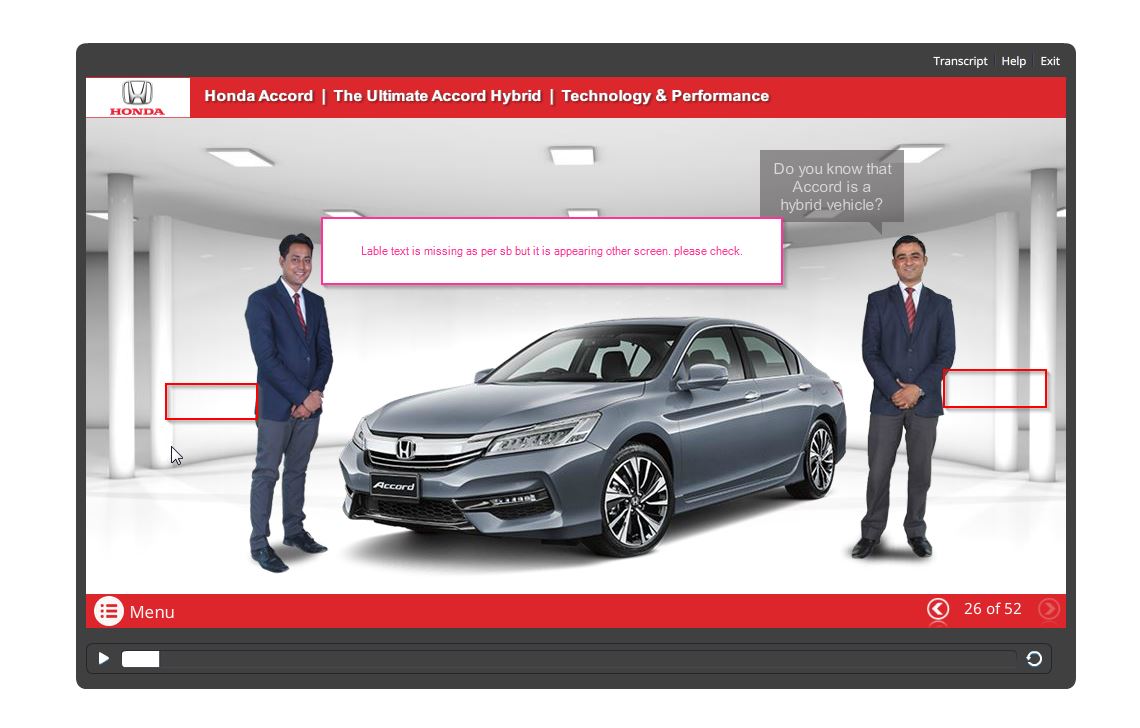 Transcript Help Exit
HONDA
Honda Accord | The Ultimate Accord Hybrid | Technology & Performance
Do you know that
Accord is a
hybrid vehicle?
Lable text is missing as per sb but it is appearing other screen. please check.
Accord
Menu
26 of 52